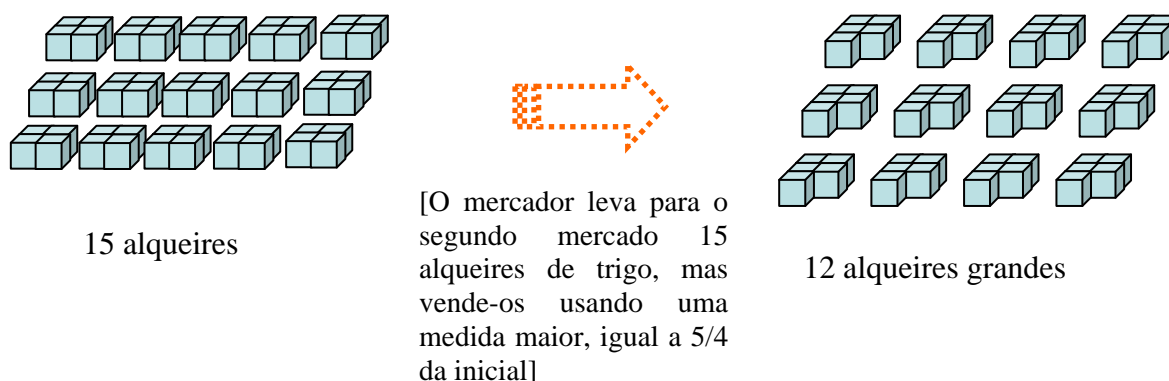 15 alqueires
[O mercador leva para o
segundo mercado 15
alqueires de trigo, mas
vende-os usando uma
medida maior, igual a 5/4
da inicial]
12 alqueires grandes